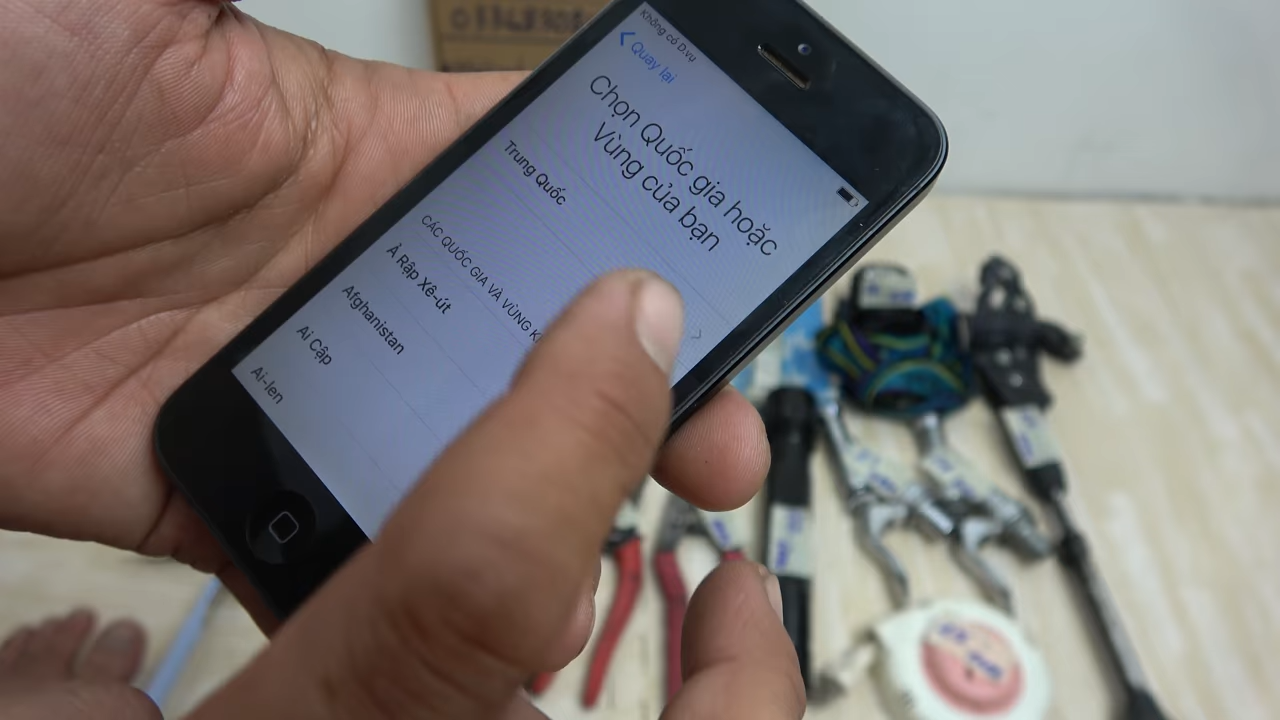 Không có D.vụ
Quay lại
Chọn Quốc gia hoặc
Vùng của bạn
Trung Quốc
CÁC QUỐC GIA VÀ VÙNG
Ả Rập Xê-út
Afghanistan
Ai Cập
Ai-len